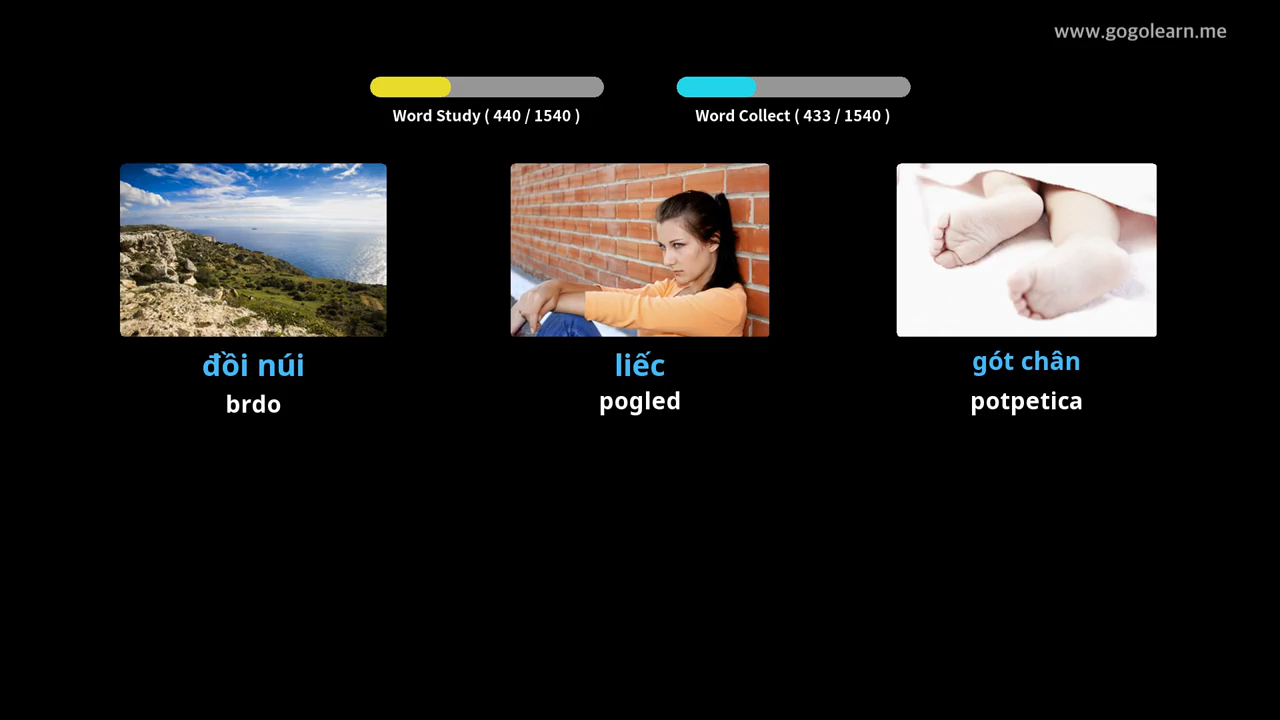 www.gogolearn.me
Word Study ( 440 / 1540 )
Word Collect ( 433 / 1540 )
đồi núi
liếc
gót chân
brdo
pogled
potpetica